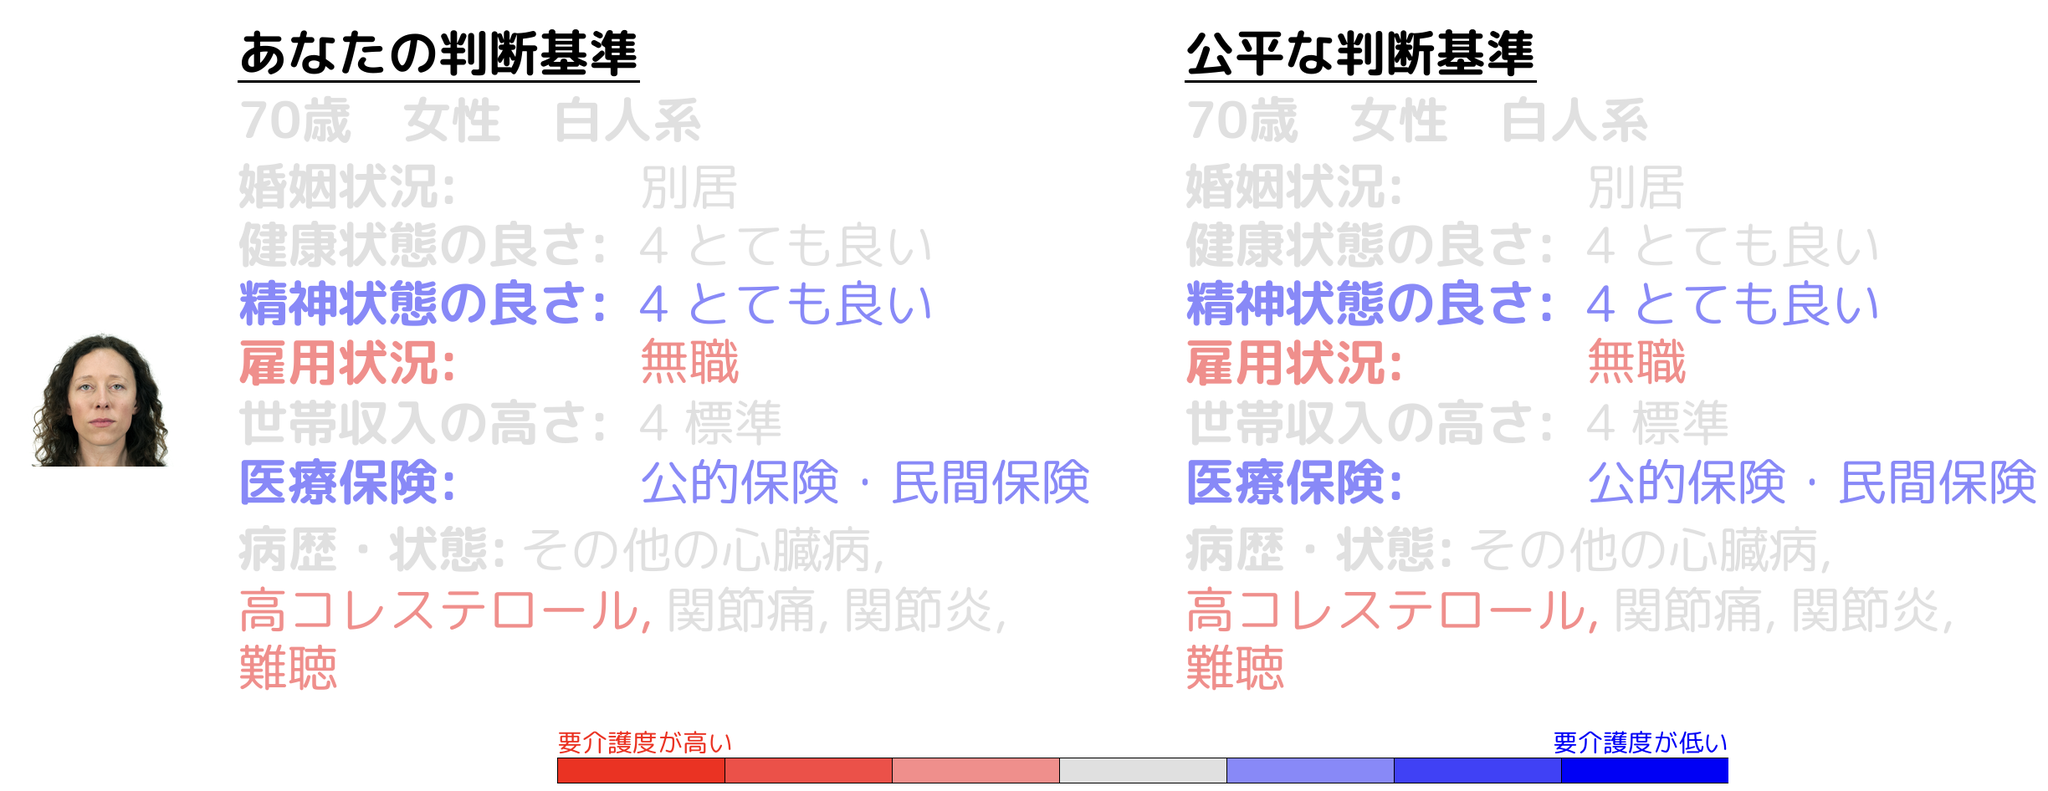 あなたの判断基準
70歳　女性　白人系
婚姻状況: 別居
健康状態の良さ: 4 とても良い
精神状態の良さ: 4 とても良い
雇用状況: 無職
世帯収入の高さ: 4 標準
医療保険: 公的保険・民間保険
病歴・状態: その他の心臓病,
高コレステロール, 関節痛, 関節炎,
難聴
公平な判断基準
70歳　女性　白人系
婚姻状況: 別居
健康状態の良さ: 4 とても良い
精神状態の良さ: 4 とても良い
雇用状況: 無職
世帯収入の高さ: 4 標準
医療保険: 公的保険・民間保険
病歴・状態: その他の心臓病,
高コレステロール, 関節痛, 関節炎,
難聴
要介護度が高い
要介護度が低い